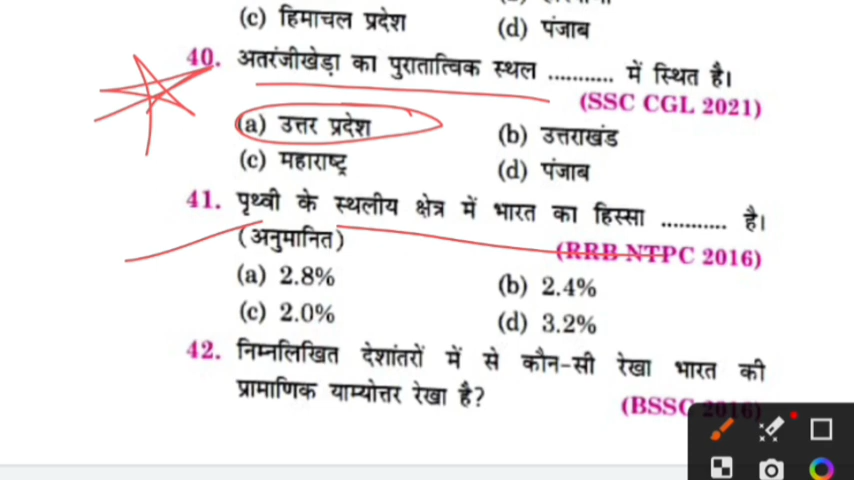 (c) हिमाचल प्रदेश (d) पंजाब
40. अतरंजीखेड़ा का पुरातात्विक स्थल ........... में स्थित है।
(SSC CGL 2021)
(a) उत्तर प्रदेश (b) उत्तराखंड
(c) महाराष्ट्र (d) पंजाब
41. पृथ्वी के स्थलीय क्षेत्र में भारत का हिस्सा ........... है।
(अनुमानित) (RRB NTPC 2016)
(a) 2.8% (b) 2.4%
(c) 2.0% (d) 3.2%
42. निम्नलिखित देशांतरों में से कौन-सी रेखा भारत की
प्रामाणिक याम्योत्तर रेखा है? (BSSC 2016)